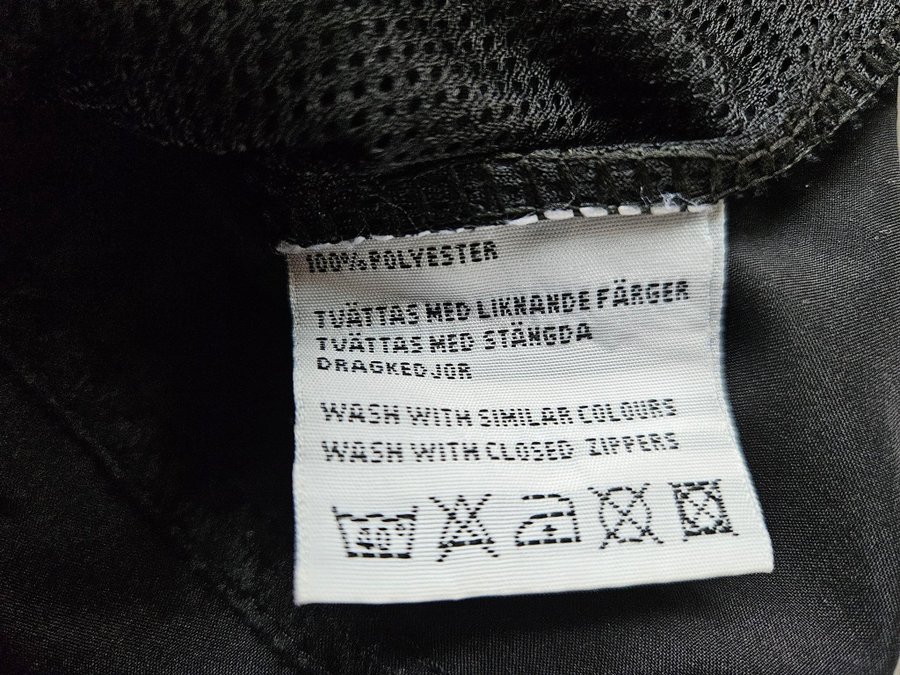 100% POLYESTER
TVÄTTAS MED LIKNANDE FÄRGER
TVÄTTAS MED STÄNGDA
DRAGKEDJOR
WASH WITH SIMILAR COLOURS
WASH WITH CLOSED ZIPPERS
40°